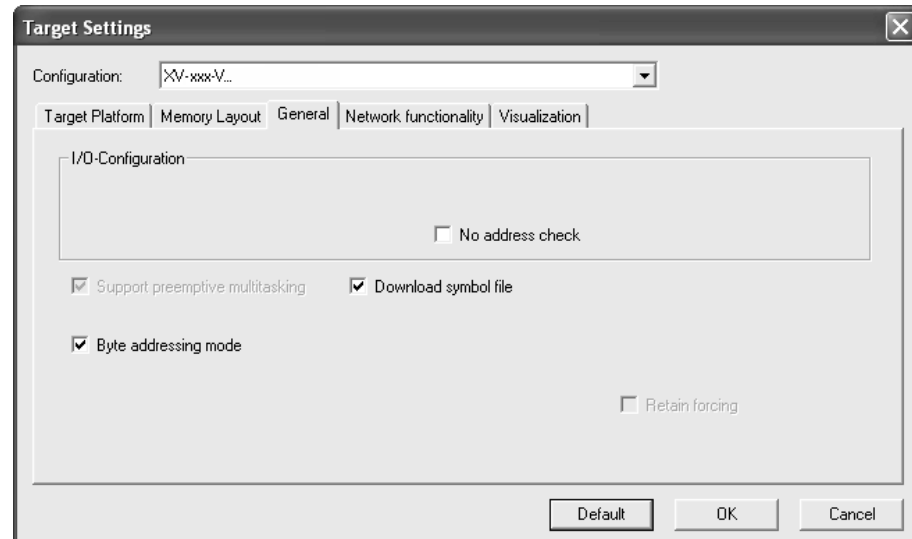 Target Settings
Configuration: XV-xxx-V...
Target Platform Memory Layout General Network functionality Visualization
I/O-Configuration
No address check
Support preemptive multitasking Download symbol file
Byte addressing mode
Retain forcing
Default OK Cancel